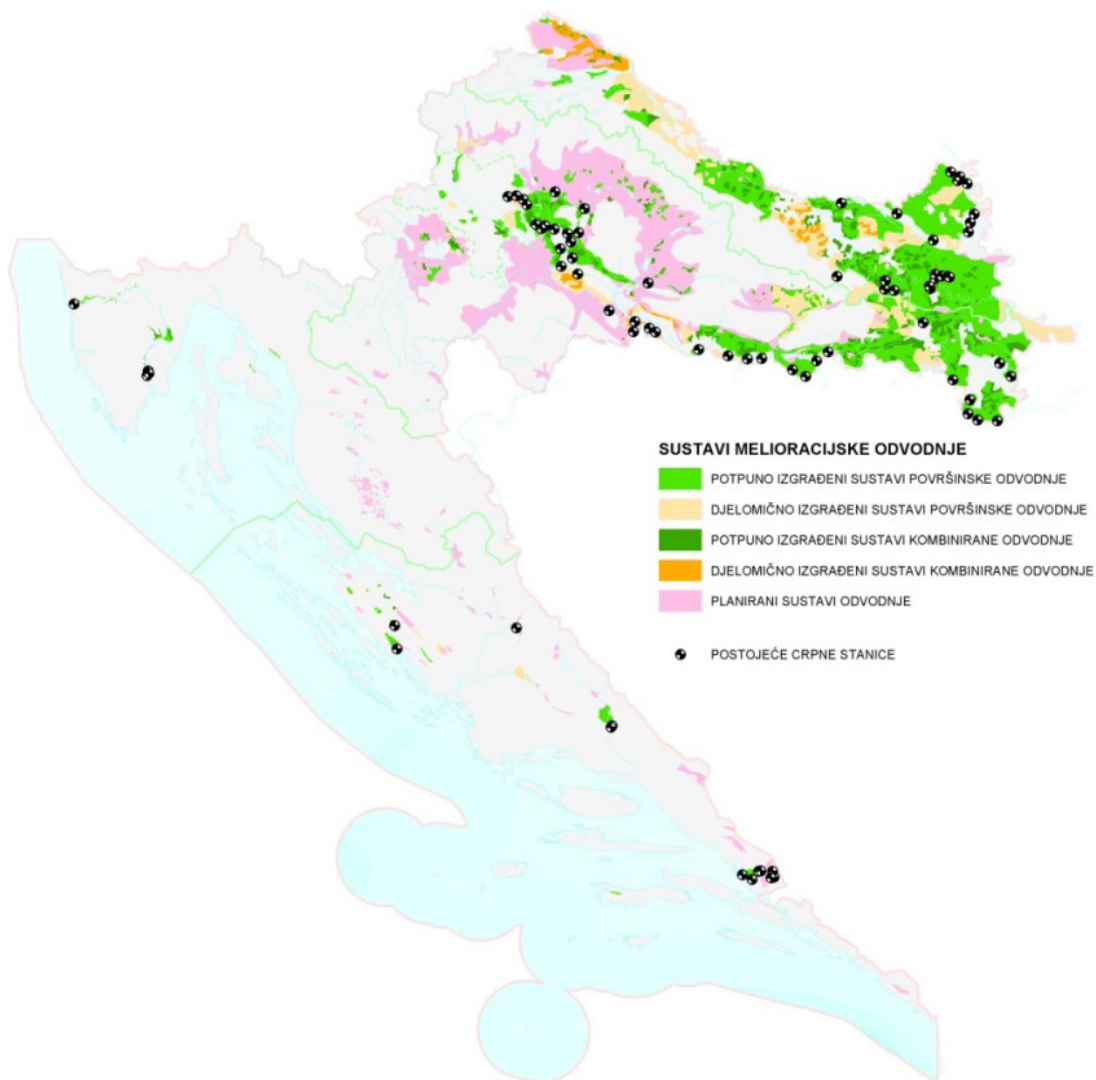 SUSTAVI MELIORACIJSKE ODVODNJE
POTPUNO IZGRAĐENI SUSTAVI POVRŠINSKE ODVODNJE
DJELOMIČNO IZGRAĐENI SUSTAVI POVRŠINSKE ODVODNJE
POTPUNO IZGRAĐENI SUSTAVI KOMBINIRANE ODVODNJE
DJELOMIČNO IZGRAĐENI SUSTAVI KOMBINIRANE ODVODNJE
PLANIRANI SUSTAVI ODVODNJE
POSTOJEĆE CRPNE STANICE